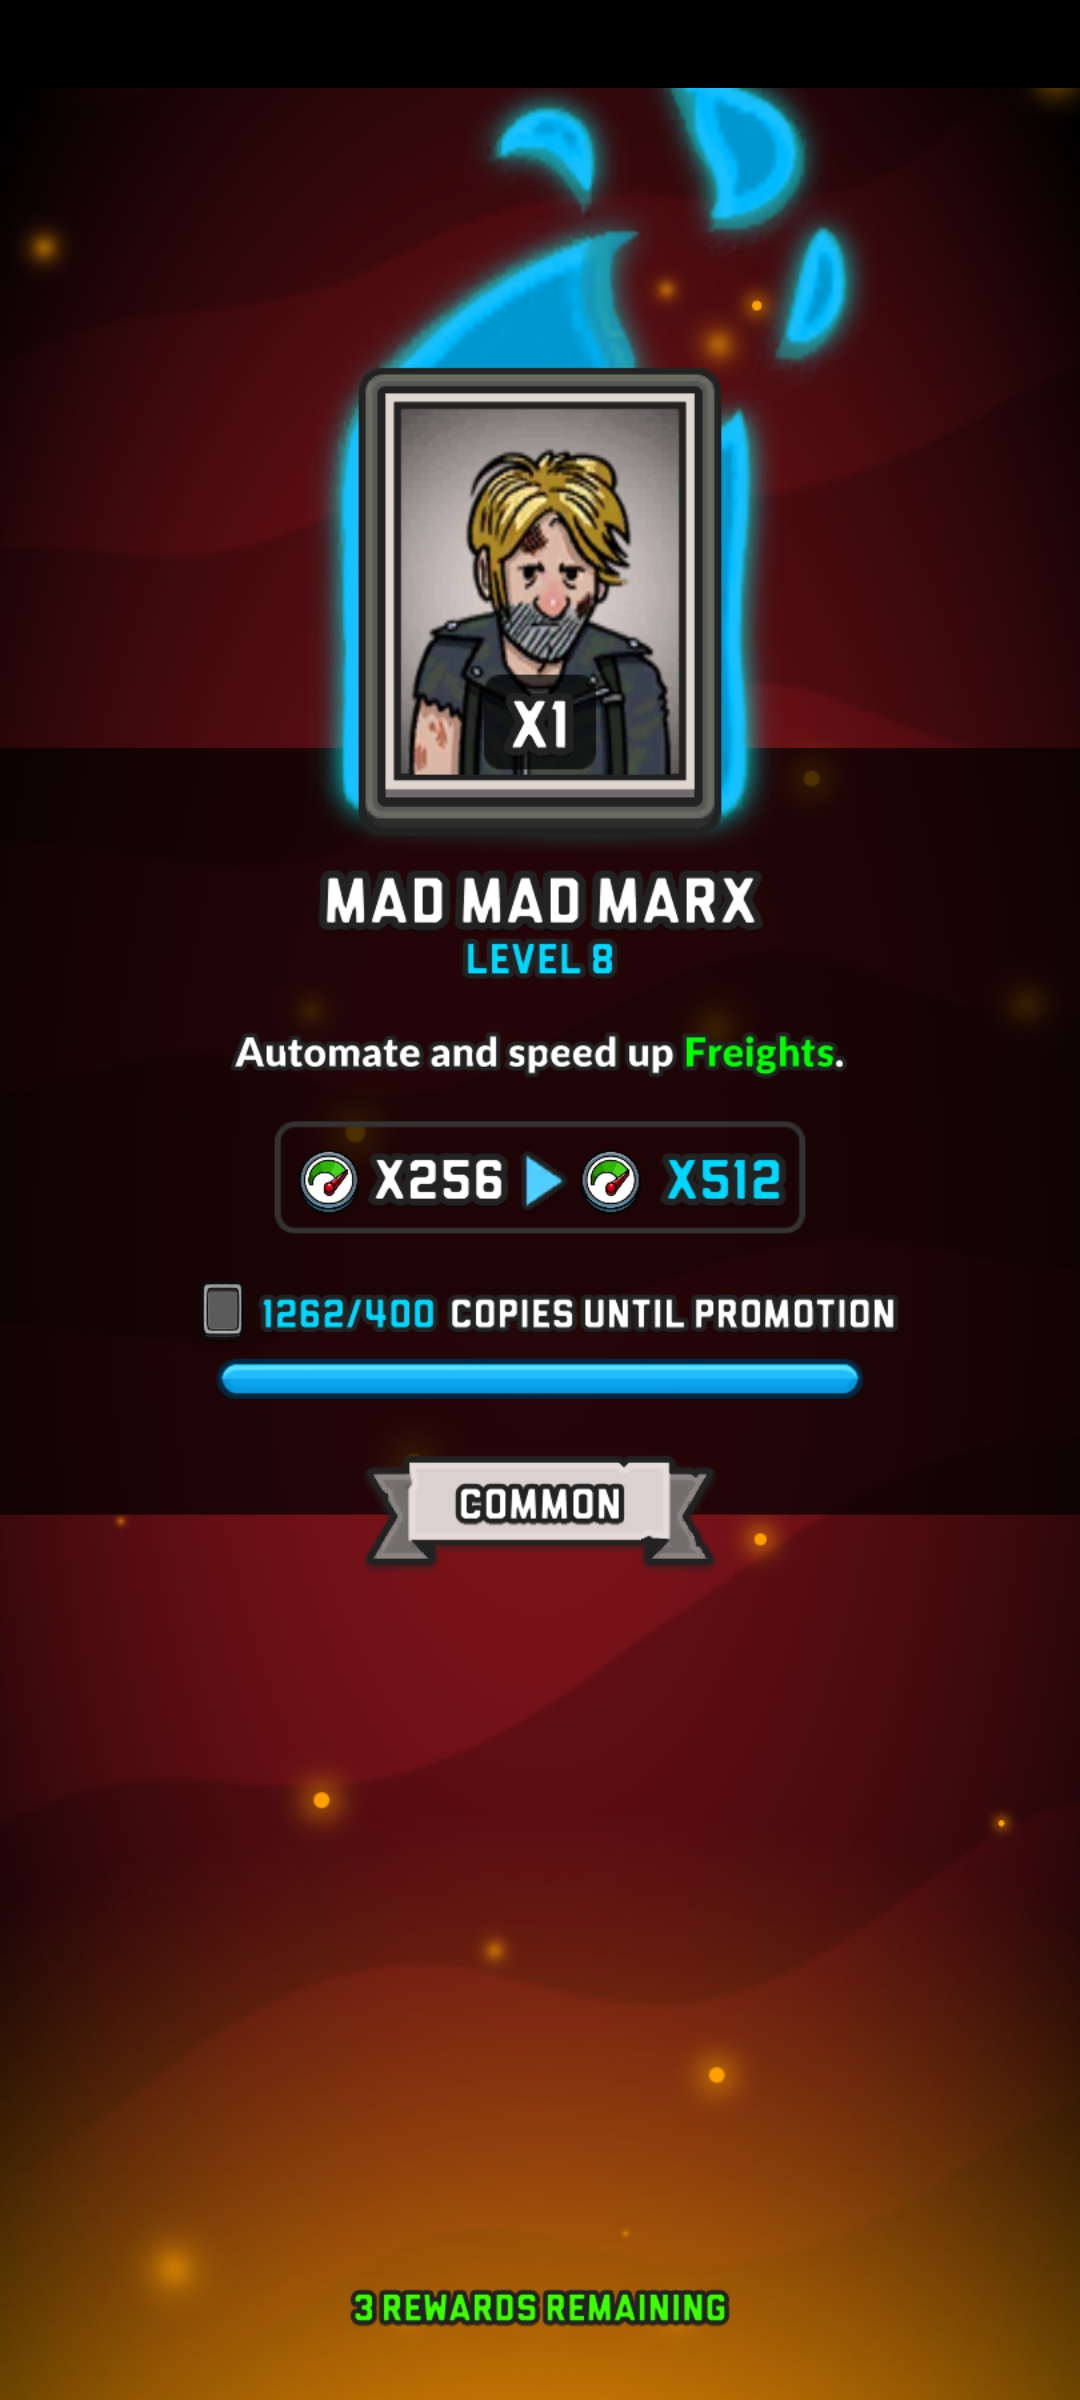 X1
MAD MAD MARX
LEVEL 8
Automate and speed up Freights.
X256 X512
1262/400 COPIES UNTIL PROMOTION
COMMON
3 REWARDS REMAINING